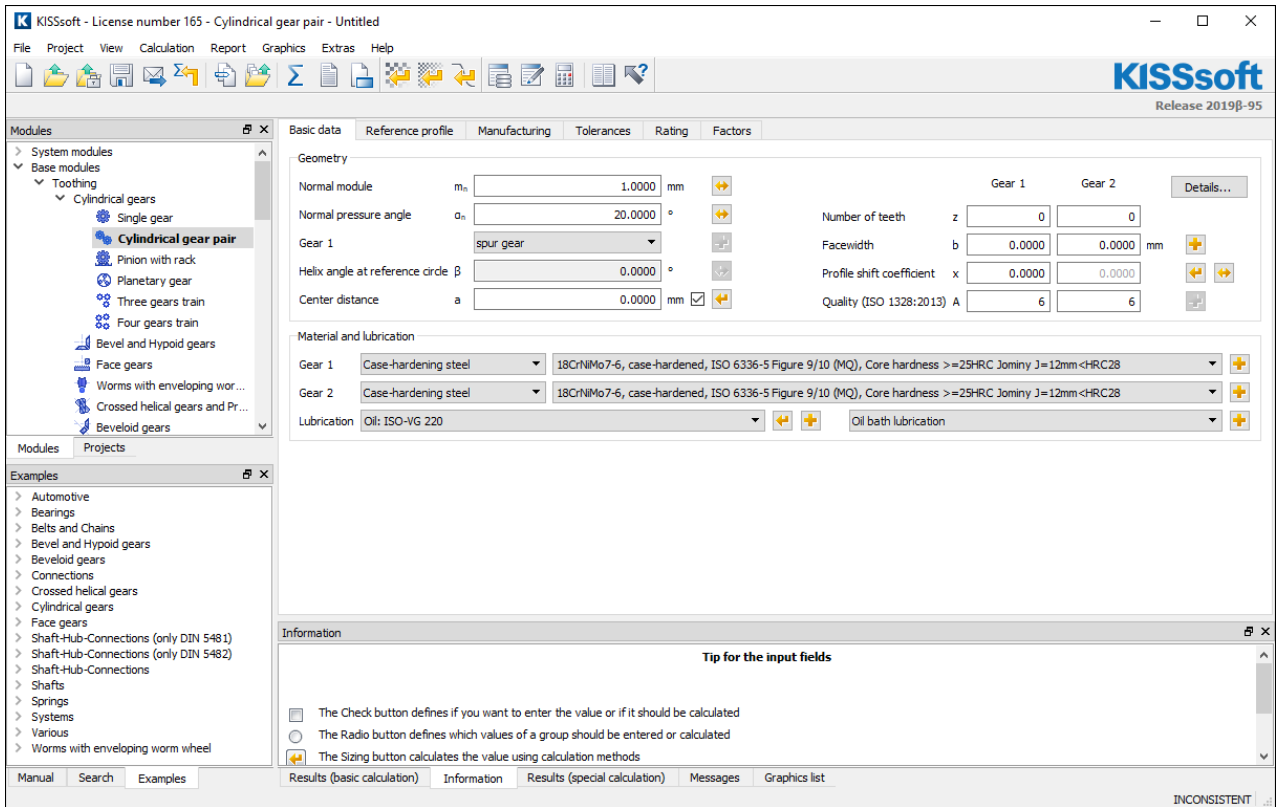 KISSsoft - License number 165 - Cylindrical gear pair - Untitled
File Project View Calculation Report Graphics Extras Help
KISSsoft
Release 2019β-95
Modules
System modules
Base modules
Toothing
Cylindrical gears
Single gear
Cylindrical gear pair
Pinion with rack
Planetary gear
Three gears train
Four gears train
Bevel and Hypoid gears
Face gears
Worms with enveloping wor...
Crossed helical gears and Pr...
Beveloid gears
Modules Projects
Examples
Automotive
Bearings
Belts and Chains
Bevel and Hypoid gears
Beveloid gears
Connections
Crossed helical gears
Cylindrical gears
Face gears
Shaft-Hub-Connections (only DIN 5481)
Shaft-Hub-Connections (only DIN 5482)
Shaft-Hub-Connections
Shafts
Springs
Systems
Various
Worms with enveloping worm wheel
Manual Search Examples
Basic data Reference profile Manufacturing Tolerances Rating Factors
Geometry
Normal module mₙ 1.0000 mm
Normal pressure angle αₙ 20.0000 °
Gear 1 spur gear
Helix angle at reference circle β 0.0000 °
Center distance a 0.0000 mm
Gear 1 Gear 2 Details...
Number of teeth z 0 0
Facewidth b 0.0000 0.0000 mm
Profile shift coefficient x 0.0000 0.0000
Quality (ISO 1328:2013) A 6 6
Material and lubrication
Gear 1 Case-hardening steel 18CrNiMo7-6, case-hardened, ISO 6336-5 Figure 9/10 (MQ), Core hardness >=25HRC Jominy J=12mm<HRC28
Gear 2 Case-hardening steel 18CrNiMo7-6, case-hardened, ISO 6336-5 Figure 9/10 (MQ), Core hardness >=25HRC Jominy J=12mm<HRC28
Lubrication Oil: ISO-VG 220 Oil bath lubrication
Information
Tip for the input fields
The Check button defines if you want to enter the value or if it should be calculated
The Radio button defines which values of a group should be entered or calculated
The Sizing button calculates the value using calculation methods
Results (basic calculation) Information Results (special calculation) Messages Graphics list
INCONSISTENT